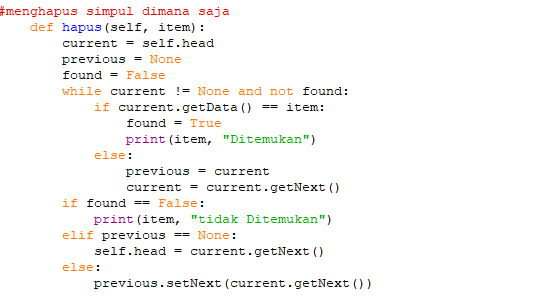 #menghapus simpul dimana saja
    def hapus(self, item):
        current = self.head
        previous = None
        found = False
        while current != None and not found:
            if current.getData() == item:
                found = True
                print(item, "Ditemukan")
            else:
                previous = current
                current = current.getNext()
        if found == False:
            print(item, "tidak Ditemukan")
        elif previous == None:
            self.head = current.getNext()
        else:
            previous.setNext(current.getNext())